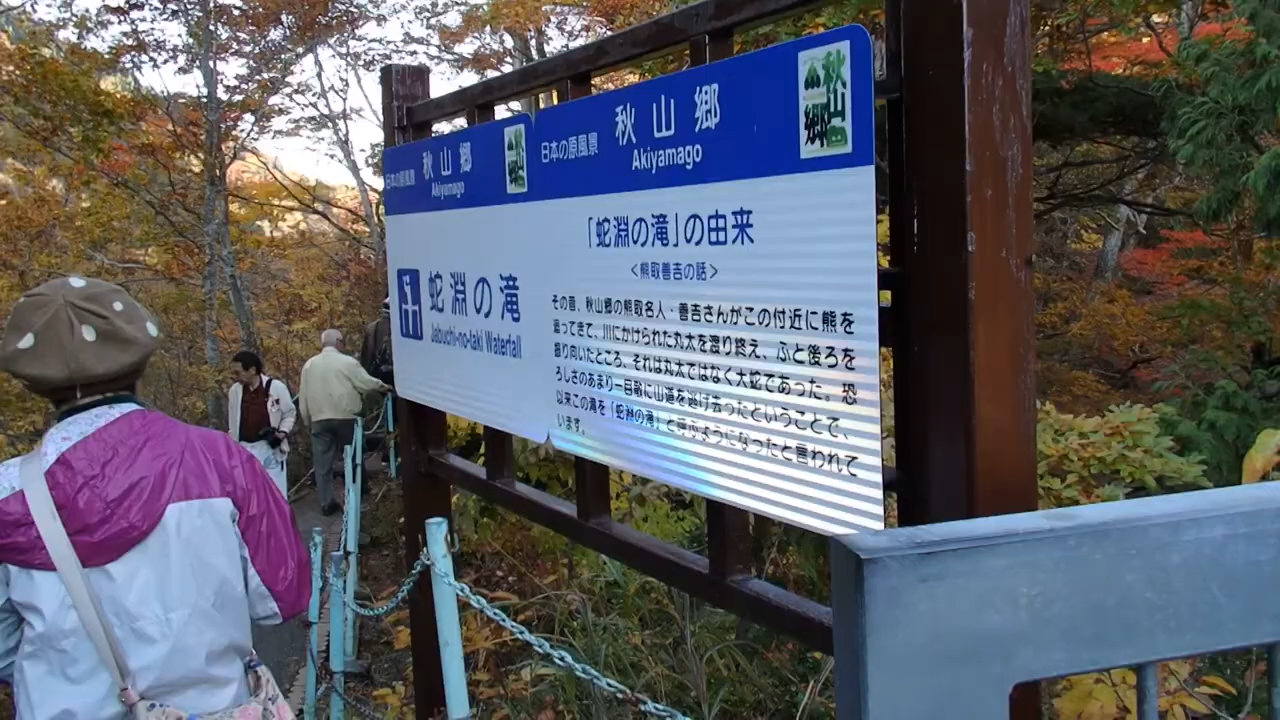 日本の原風景
秋山郷
Akiyamago
秋山郷
蛇淵の滝
Jabuchi-no-taki Waterfall
日本の原風景
秋山郷
Akiyamago
秋山郷
「蛇淵の滝」の由来
<熊取善吉の話>
その昔、秋山郷の熊取名人・善吉さんがこの付近に熊を
追ってきて、川にかけられた丸太を渡り終え、ふと後ろを
振り向いたところ、それは丸太ではなく大蛇であった。恐
ろしさのあまり一目散に山道を逃げ去ったということで、
以来この滝を「蛇淵の滝」と呼ぶようになったと言われて
います。